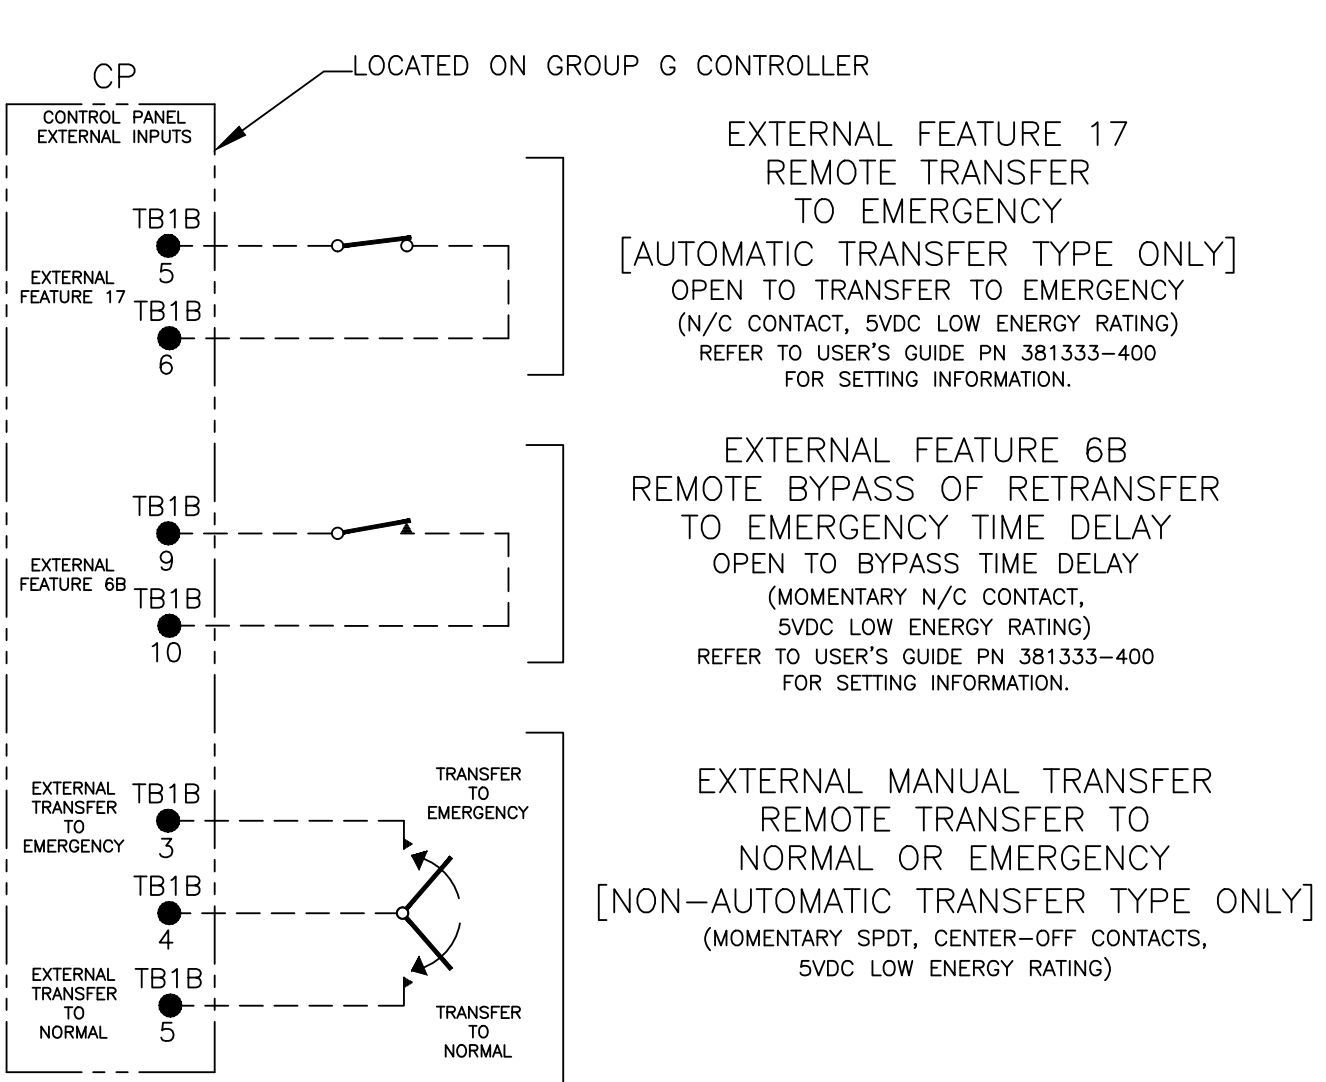 LOCATED ON GROUP G CONTROLLER
CP
CONTROL PANEL
EXTERNAL INPUTS
TB1B
5
EXTERNAL
FEATURE 17
TB1B
6
EXTERNAL FEATURE 17
REMOTE TRANSFER
TO EMERGENCY
[AUTOMATIC TRANSFER TYPE ONLY]
OPEN TO TRANSFER TO EMERGENCY
(N/C CONTACT, 5VDC LOW ENERGY RATING)
REFER TO USER'S GUIDE PN 381333-400
FOR SETTING INFORMATION.
TB1B
9
EXTERNAL
FEATURE 6B
TB1B
10
EXTERNAL FEATURE 6B
REMOTE BYPASS OF RETRANSFER
TO EMERGENCY TIME DELAY
OPEN TO BYPASS TIME DELAY
(MOMENTARY N/C CONTACT,
5VDC LOW ENERGY RATING)
REFER TO USER'S GUIDE PN 381333-400
FOR SETTING INFORMATION.
EXTERNAL
TRANSFER
TO
EMERGENCY
TB1B
3
TB1B
4
EXTERNAL
TRANSFER
TO
NORMAL
TB1B
5
TRANSFER
TO
EMERGENCY
TRANSFER
TO
NORMAL
EXTERNAL MANUAL TRANSFER
REMOTE TRANSFER TO
NORMAL OR EMERGENCY
[NON-AUTOMATIC TRANSFER TYPE ONLY]
(MOMENTARY SPDT, CENTER-OFF CONTACTS,
5VDC LOW ENERGY RATING)